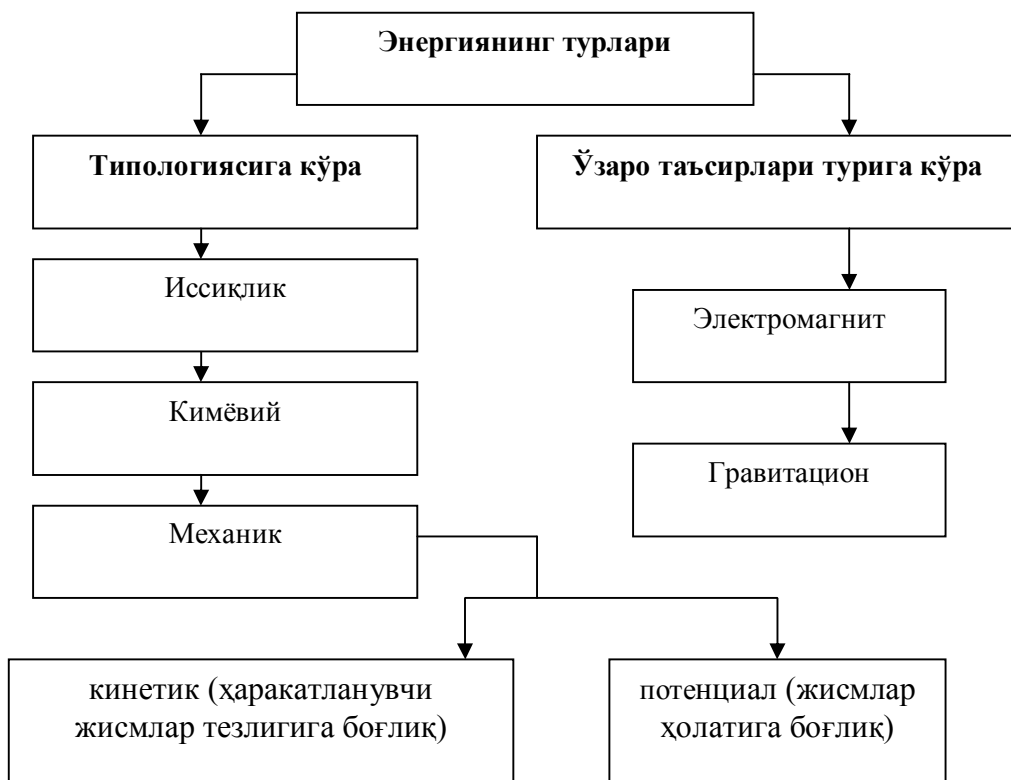 Энергиянинг турлари
Типологиясига кўра
Ўзаро таъсирлари турига кўра
Иссиқлик
Электромагнит
Кимёвий
Гравитацион
Механик
кинетик (ҳаракатланувчи
жисмлар тезлигига боғлиқ)
потенциал (жисмлар
ҳолатига боғлиқ)